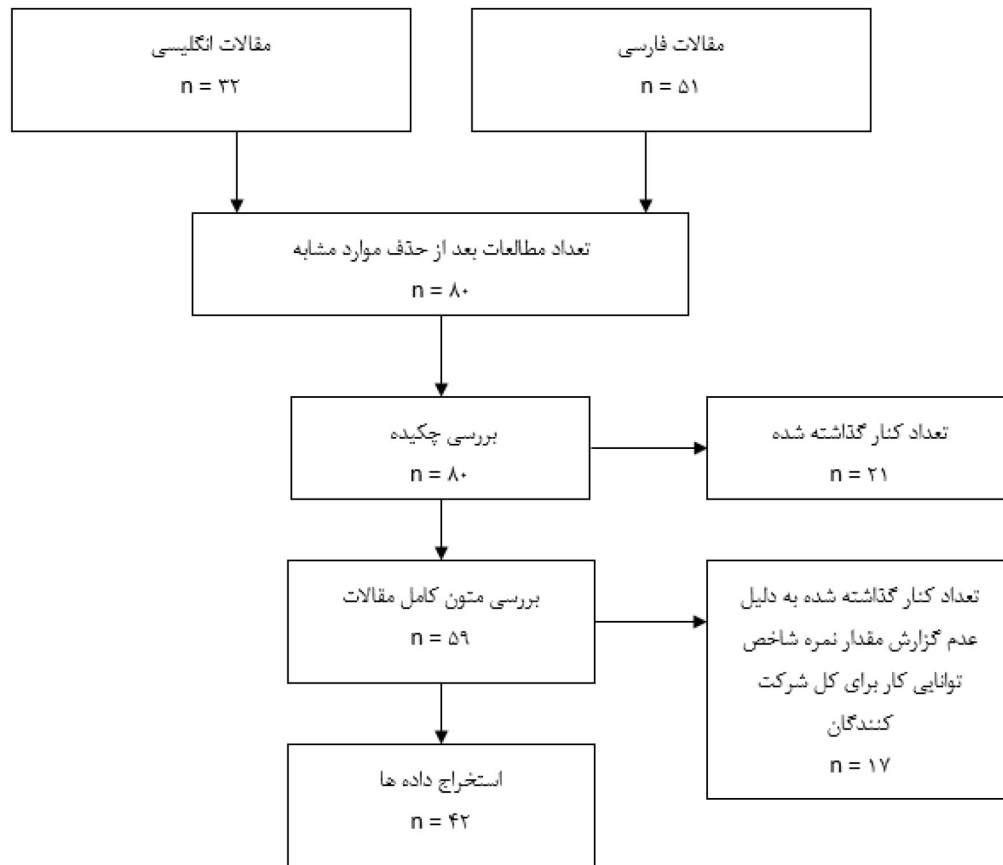 مقالات فارسی
n = ۵۱
مقالات انگلیسی
n = ۳۲
تعداد مطالعات بعد از حذف موارد مشابه
n = ۸۰
بررسی چکیده
n = ۸۰
تعداد کنار گذاشته شده
n = ۲۱
بررسی متون کامل مقالات
n = ۵۹
تعداد کنار گذاشته شده به دلیل
عدم گزارش مقدار نمره شاخص
توانایی کار برای کل شرکت
کنندگان
n = ۱۷
استخراج داده ها
n = ۴۲